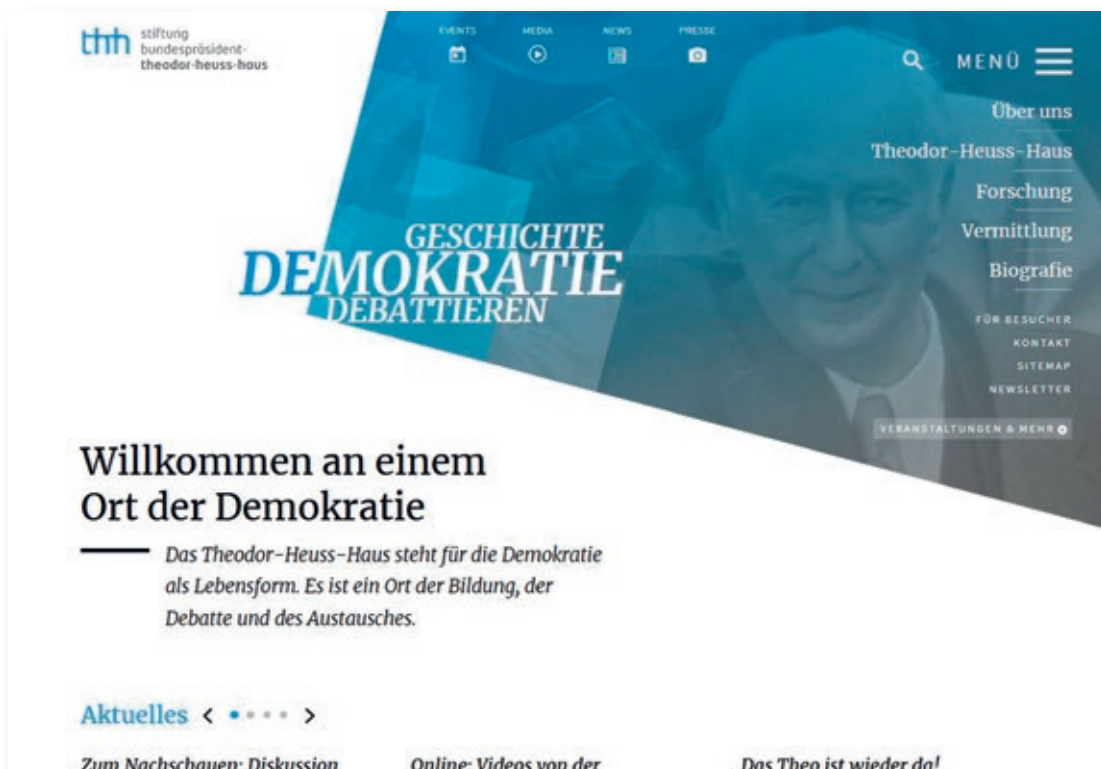 thh
stiftung
bundespräsident-
theodor-heuss-haus
EVENTS
MEDIA
NEWS
PRESSE
MENÜ
Über uns
Theodor-Heuss-Haus
Forschung
Vermittlung
Biografie
FÜR BESUCHER
KONTAKT
SITEMAP
NEWSLETTER
VERANSTALTUNGEN & MEHR
GESCHICHTE
DEMOKRATIE
DEBATTIEREN
Willkommen an einem
Ort der Demokratie
Das Theodor-Heuss-Haus steht für die Demokratie
als Lebensform. Es ist ein Ort der Bildung, der
Debatte und des Austausches.
Aktuelles
Zum Nachschauen: Diskussion
Online: Videos von der
Das Theo ist wieder da!